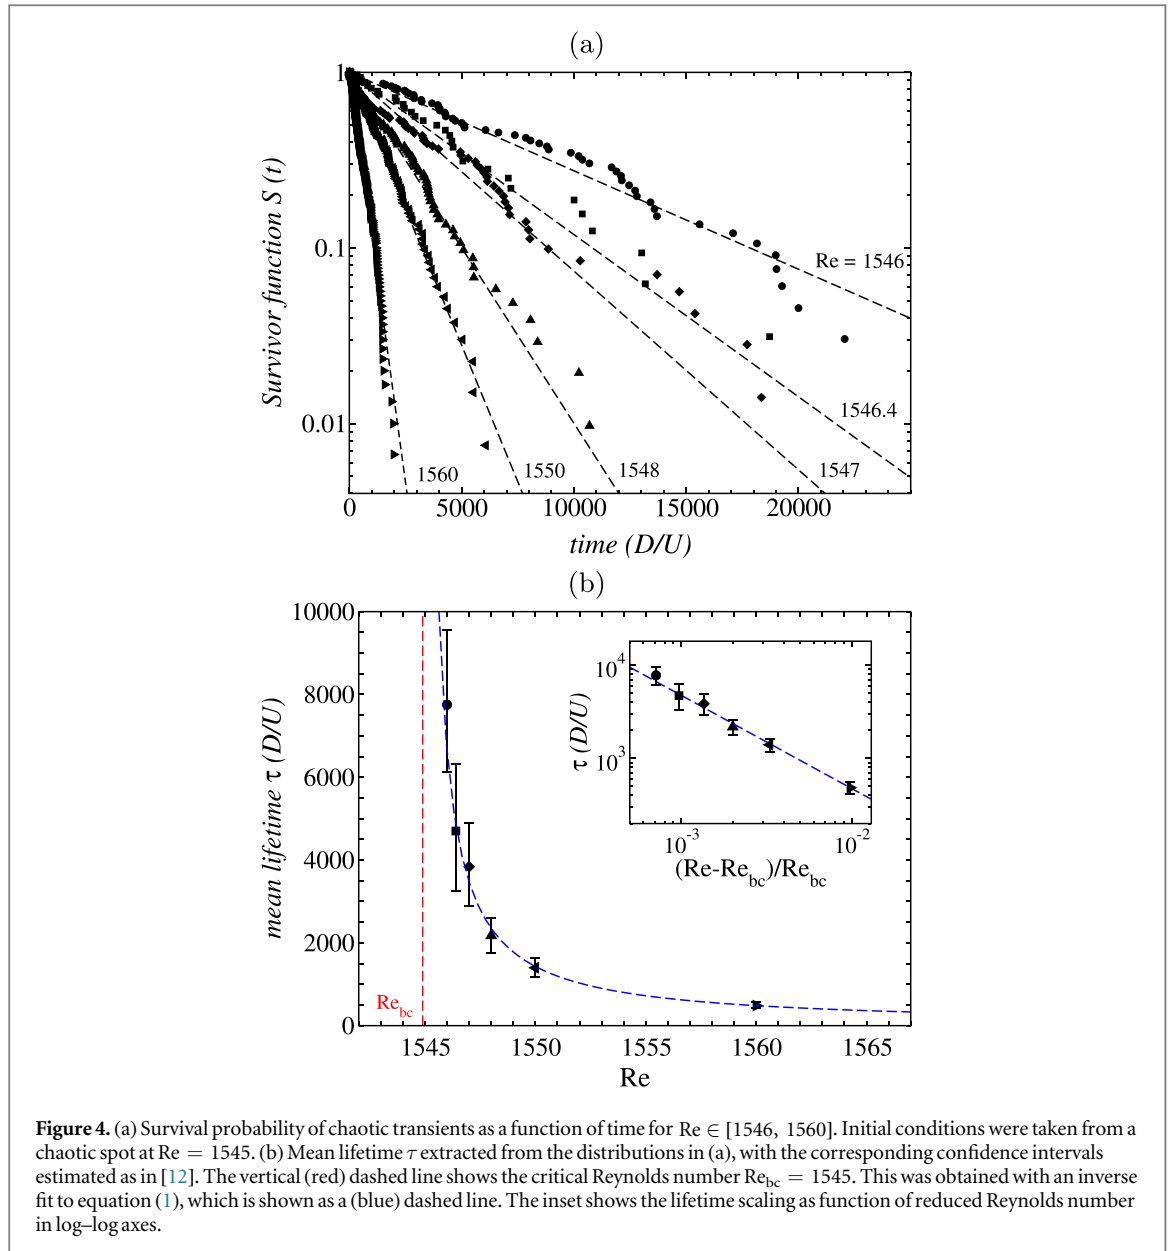 (a)
1
0.1
0.01
Survivor function S (t)
Re = 1546
1546.4
1547
1548
1550
1560
0 5000 10000 15000 20000
time (D/U)
(b)
10000
8000
6000
4000
2000
0
mean lifetime τ (D/U)
Re_bc
1545 1550 1555 1560 1565
Re
10^4
10^3
τ (D/U)
10^-3 10^-2
(Re-Re_bc)/Re_bc
Figure 4. (a) Survival probability of chaotic transients as a function of time for Re ∈ [1546, 1560]. Initial conditions were taken from a
chaotic spot at Re = 1545. (b) Mean lifetime τ extracted from the distributions in (a), with the corresponding confidence intervals
estimated as in [12]. The vertical (red) dashed line shows the critical Reynolds number Re_bc = 1545. This was obtained with an inverse
fit to equation (1), which is shown as a (blue) dashed line. The inset shows the lifetime scaling as function of reduced Reynolds number
in log–log axes.